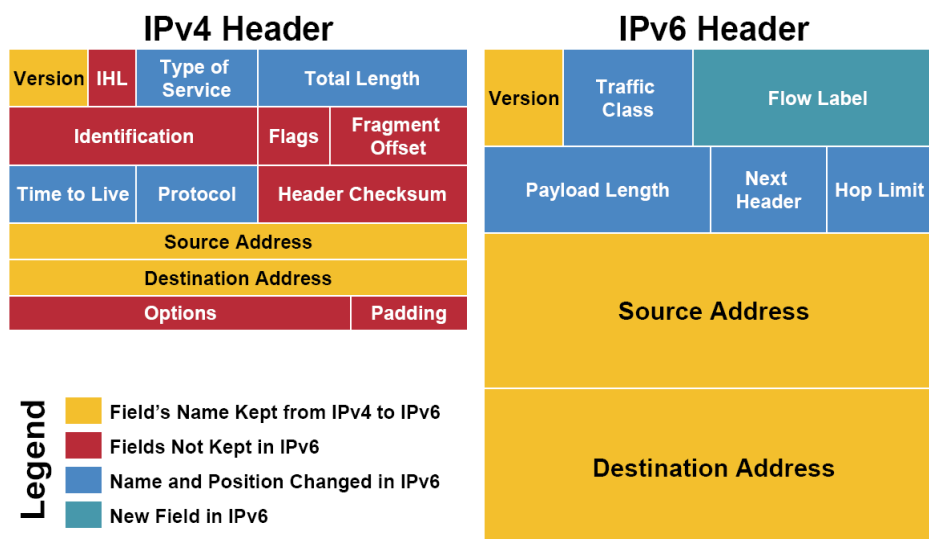 IPv4 Header
Version IHL Type of Service Total Length
Identification Flags Fragment Offset
Time to Live Protocol Header Checksum
Source Address
Destination Address
Options Padding
IPv6 Header
Version Traffic Class Flow Label
Payload Length Next Header Hop Limit
Source Address
Destination Address
Legend
Field's Name Kept from IPv4 to IPv6
Fields Not Kept in IPv6
Name and Position Changed in IPv6
New Field in IPv6